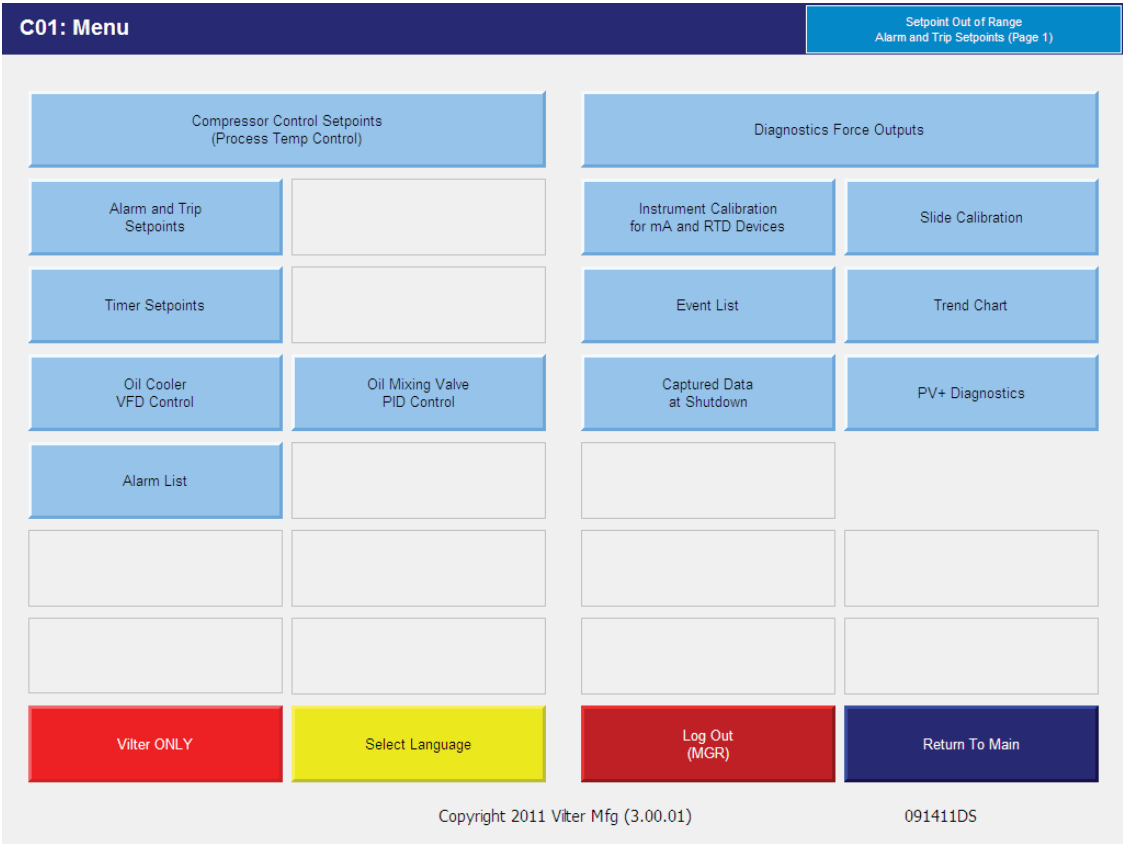 C01: Menu
Setpoint Out of Range
Alarm and Trip Setpoints (Page 1)
Compressor Control Setpoints
(Process Temp Control)
Diagnostics Force Outputs
Alarm and Trip
Setpoints
Instrument Calibration
for mA and RTD Devices
Slide Calibration
Timer Setpoints
Event List
Trend Chart
Oil Cooler
VFD Control
Oil Mixing Valve
PID Control
Captured Data
at Shutdown
PV+ Diagnostics
Alarm List
Vilter ONLY
Select Language
Log Out
(MGR)
Return To Main
Copyright 2011 Vilter Mfg (3.00.01)
091411DS